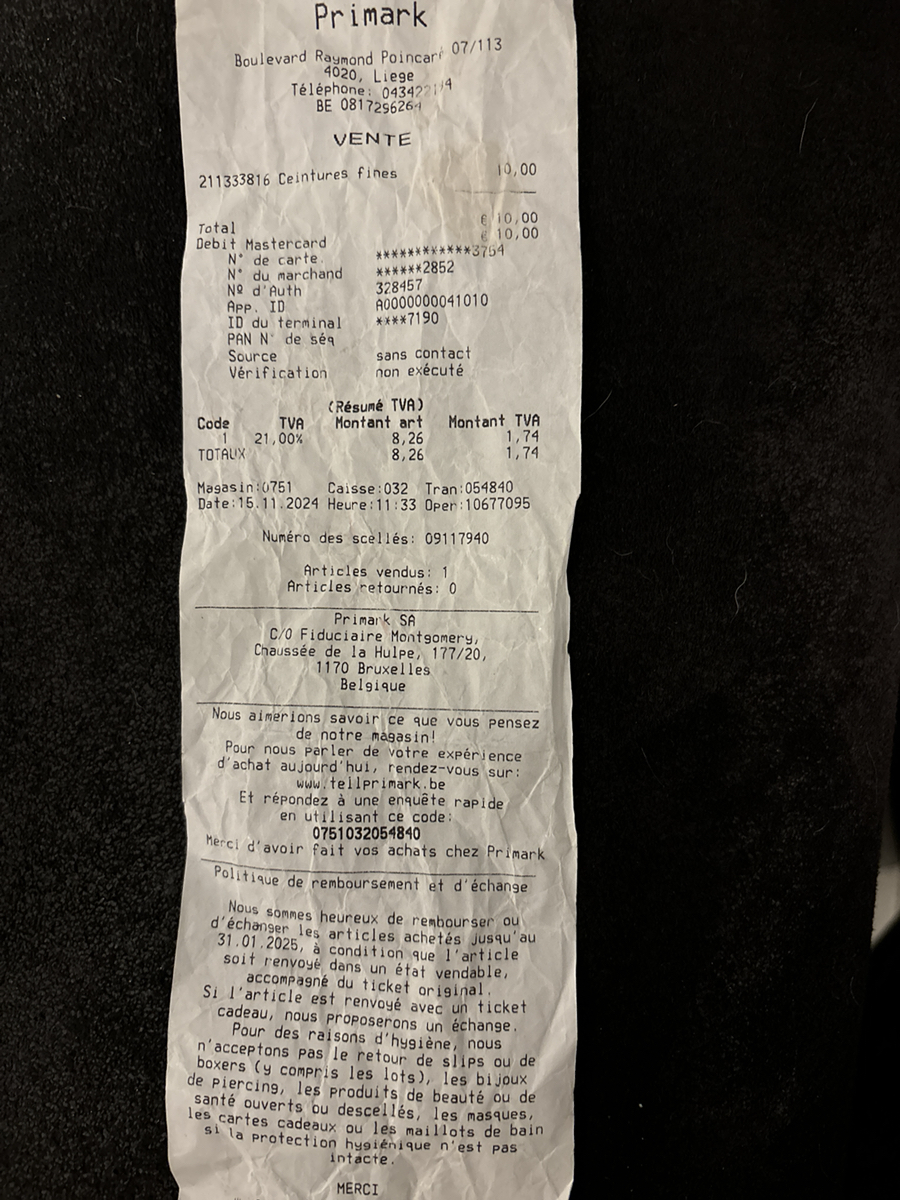 Primark
Boulevard Raymond Poincaré 07/113
4020, Liege
Téléphone:
BE 0817296264
VENTE
211333816 Ceintures fines 10,00
Total € 10,00
Debit Mastercard € 10,00
N° de carte. ************3764
N° du marchand ******2852
Nº d'Auth 328457
App. ID A0000000041010
ID du terminal ****7190
PAN N° de séq
Source sans contact
Vérification non exécuté
(Résumé TVA)
Code TVA Montant art Montant TVA
1 21,00% 8,26 1,74
TOTAUX 8,26 1,74
Magasin:0751 Caisse:032 Tran:054840
Date:15.11.2024 Heure:11:33 Oper:10677095
Numéro des scellés: 09117940
Articles vendus: 1
Articles retournés: 0
Primark SA
C/O Fiduciaire Montgomery,
Chaussée de la Hulpe, 177/20,
1170 Bruxelles
Belgique
Nous aimerions savoir ce que vous pensez
de notre magasin!
Pour nous parler de votre expérience
d'achat aujourd'hui, rendez-vous sur:
www.tellprimark.be
Et répondez à une enquête rapide
en utilisant ce code:
0751032054840
Merci d'avoir fait vos achats chez Primark
Politique de remboursement et d'échange
Nous sommes heureux de rembourser ou
d'échanger les articles achetés jusqu'au
31.01.2025, à condition que l'article
soit renvoyé dans un état vendable,
accompagné du ticket original.
Si l'article est renvoyé avec un ticket
cadeau, nous proposerons un échange.
Pour des raisons d'hygiène, nous
n'acceptons pas le retour de slips ou de
boxers (y compris les lots), les bijoux
de piercing, les produits de beauté ou de
santé ouverts ou descellés, les masques,
les cartes cadeaux ou les maillots de bain
si la protection hygiénique n'est pas
intacte.
MERCI